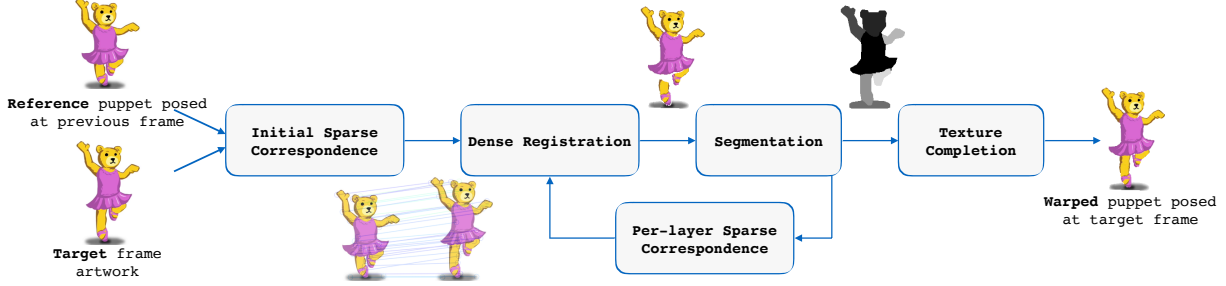 Reference puppet posed
at previous frame
Target frame
artwork
Initial Sparse
Correspondence
Dense Registration
Segmentation
Per-layer Sparse
Correspondence
Texture
Completion
Warped puppet posed
at target frame